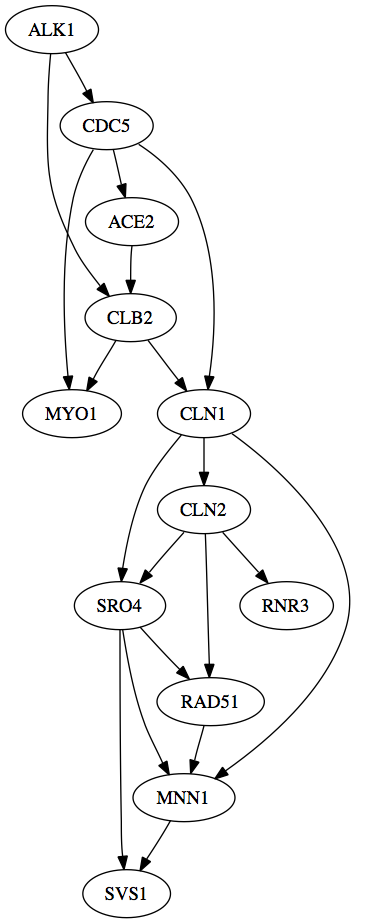 ALK1
CDC5
ACE2
CLB2
MYO1
CLN1
CLN2
SRO4
RNR3
RAD51
MNN1
SVS1